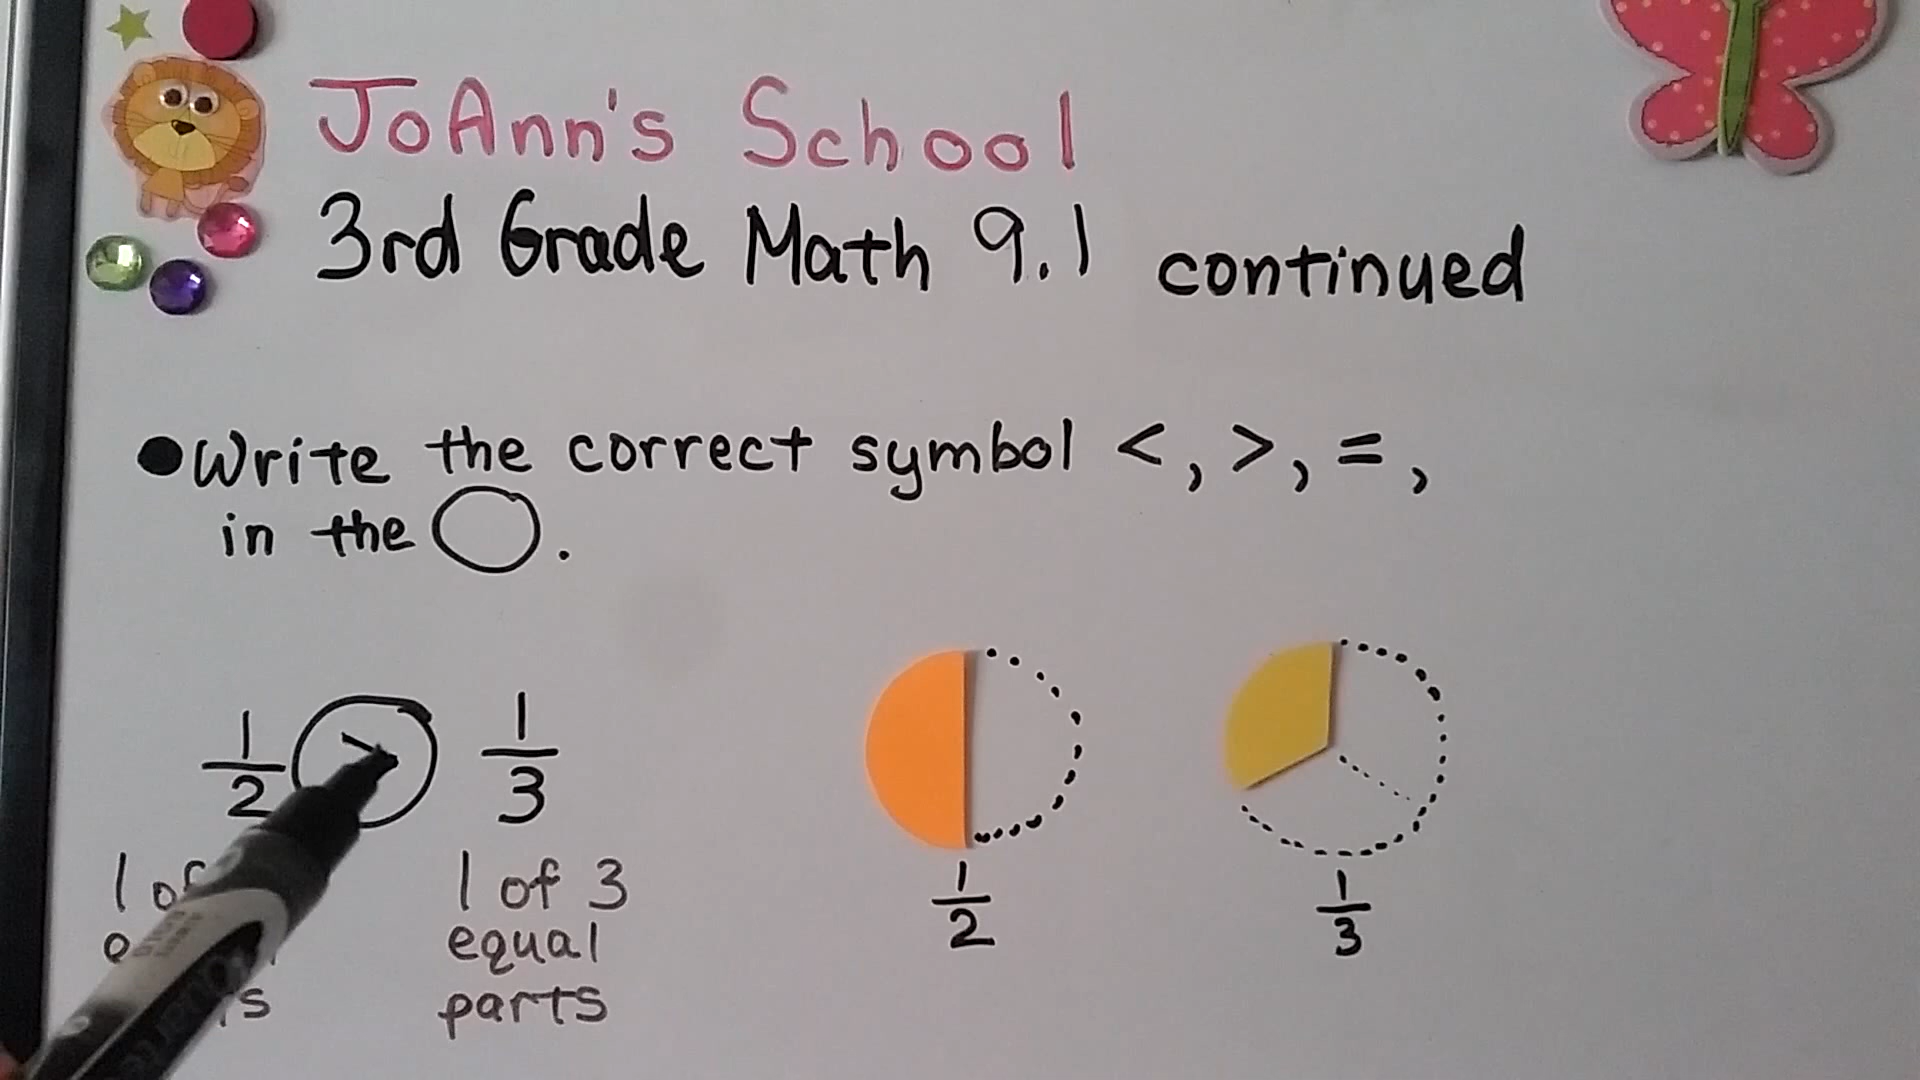 JoAnn's School
3rd Grade Math 9.1 continued
●Write the correct symbol <, >, =,
in the ◯.
1/2 > 1/3
1 of 3
equal
parts
1/2
1/3